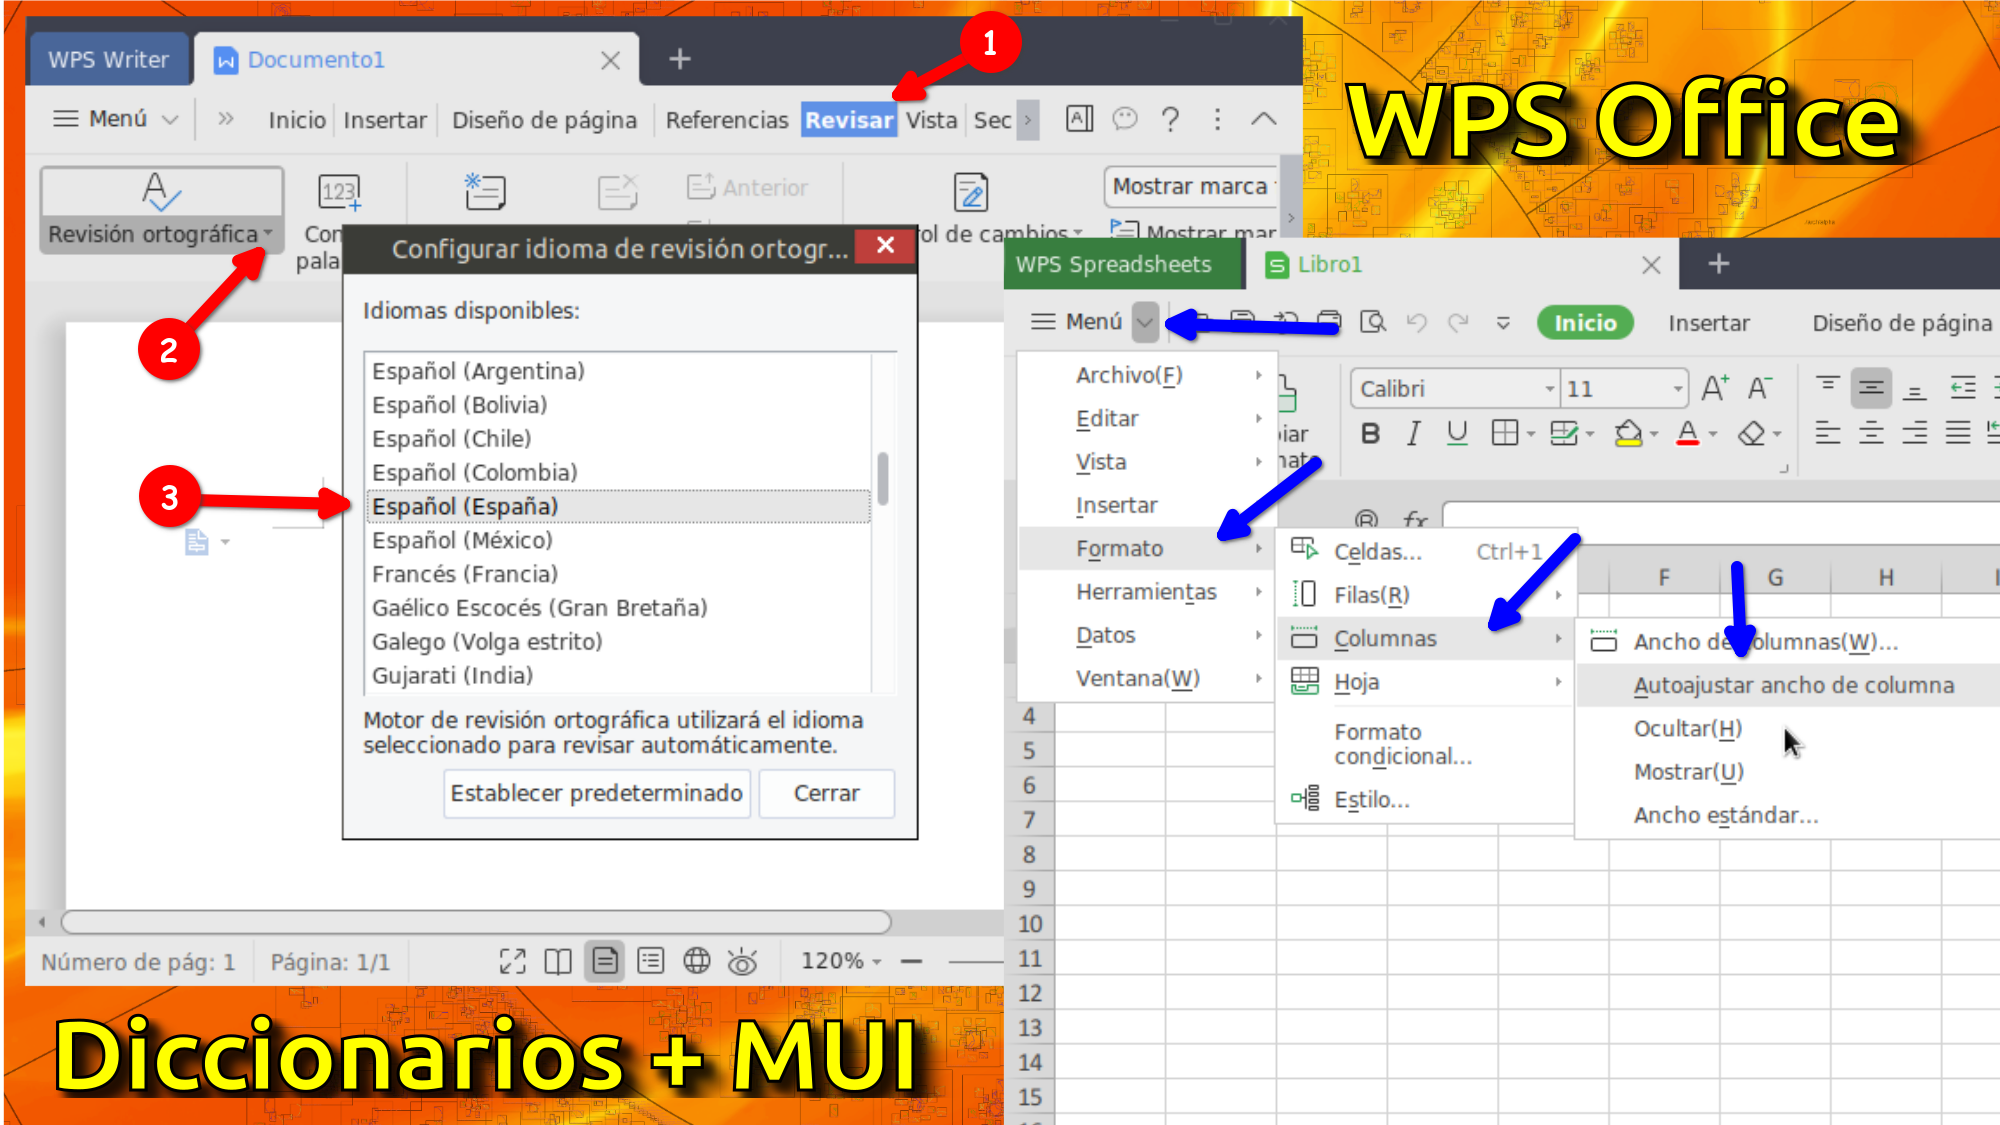 WPS Office
WPS Writer
Documento1
Menú
Inicio
Insertar
Diseño de página
Referencias
Revisar
Vista
Sec
1
123
Anterior
Mostrar marca
Revisión ortográfica
Con
pala
rol de cambios
Mostrar mar
2
Configurar idioma de revisión ortogr...
Idiomas disponibles:
Español (Argentina)
Español (Bolivia)
Español (Chile)
Español (Colombia)
Español (España)
Español (México)
Francés (Francia)
Gaélico Escocés (Gran Bretaña)
Galego (Volga estrito)
Gujarati (India)
3
Motor de revisión ortográfica utilizará el idioma
seleccionado para revisar automáticamente.
Establecer predeterminado
Cerrar
Número de pág: 1
Página: 1/1
120%
WPS Spreadsheets
Libro1
Menú
Inicio
Insertar
Diseño de página
Archivo(F)
Editar
Vista
Insertar
Formato
Herramientas
Datos
Ventana(W)
iar
Calibri
11
A+
A-
B I U
A
fx
Celdas... Ctrl+1
Filas(R)
Columnas
Hoja
Formato
condicional...
Estilo...
F G H
Ancho de columnas(W)...
Autoajustar ancho de columna
Ocultar(H)
Mostrar(U)
Ancho estándar...
4
5
6
7
8
9
10
11
12
13
14
15
Diccionarios + MUI